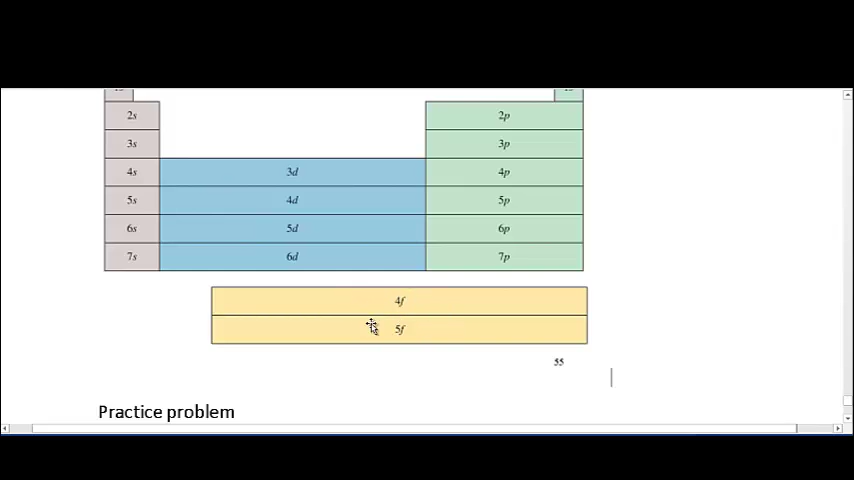 2s 2p
3s 3p
4s 3d 4p
5s 4d 5p
6s 5d 6p
7s 6d 7p
4f
5f
55
Practice problem